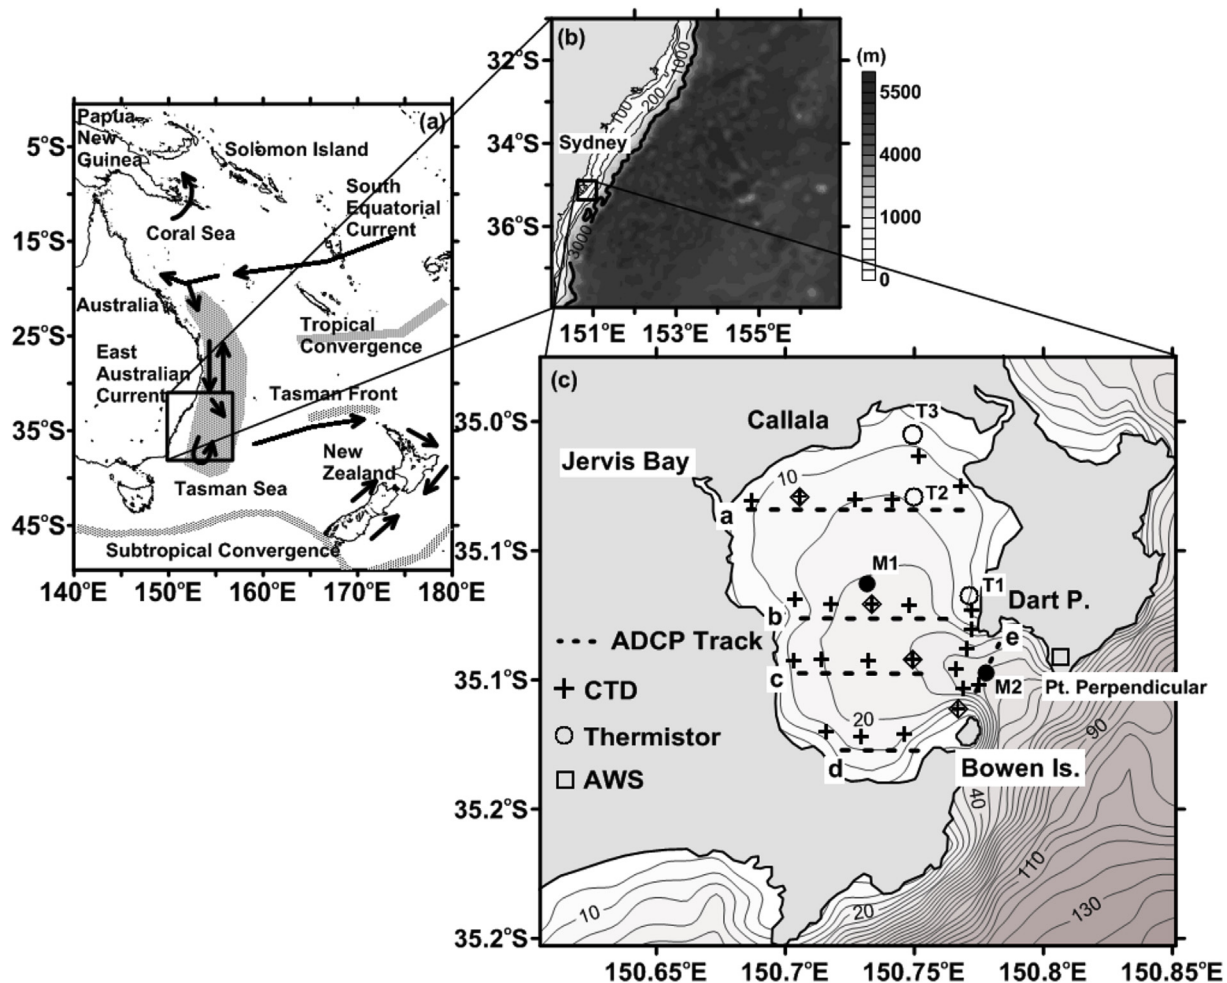 (a)
Papua
New
Guinea
Solomon Island
South
Equatorial
Current
Coral Sea
Australia
Tropical
Convergence
East
Australian
Current
Tasman Front
New
Zealand
Tasman Sea
Subtropical Convergence
5°S
15°S
25°S
35°S
45°S
140°E 150°E 160°E 170°E 180°E
(b)
32°S
34°S
36°S
1000
200
100
3000
Sydney
151°E 153°E 155°E
(m)
5500
4000
1000
0
(c)
Callala
T3
Jervis Bay
10
T2
a
M1
T1
Dart P.
b
e
ADCP Track
c
M2
Pt. Perpendicular
CTD
20
90
Thermistor
d
Bowen Is.
AWS
40
110
10
20
130
35.0°S
35.1°S
35.1°S
35.2°S
35.2°S
150.65°E 150.7°E 150.75°E 150.8°E 150.85°E